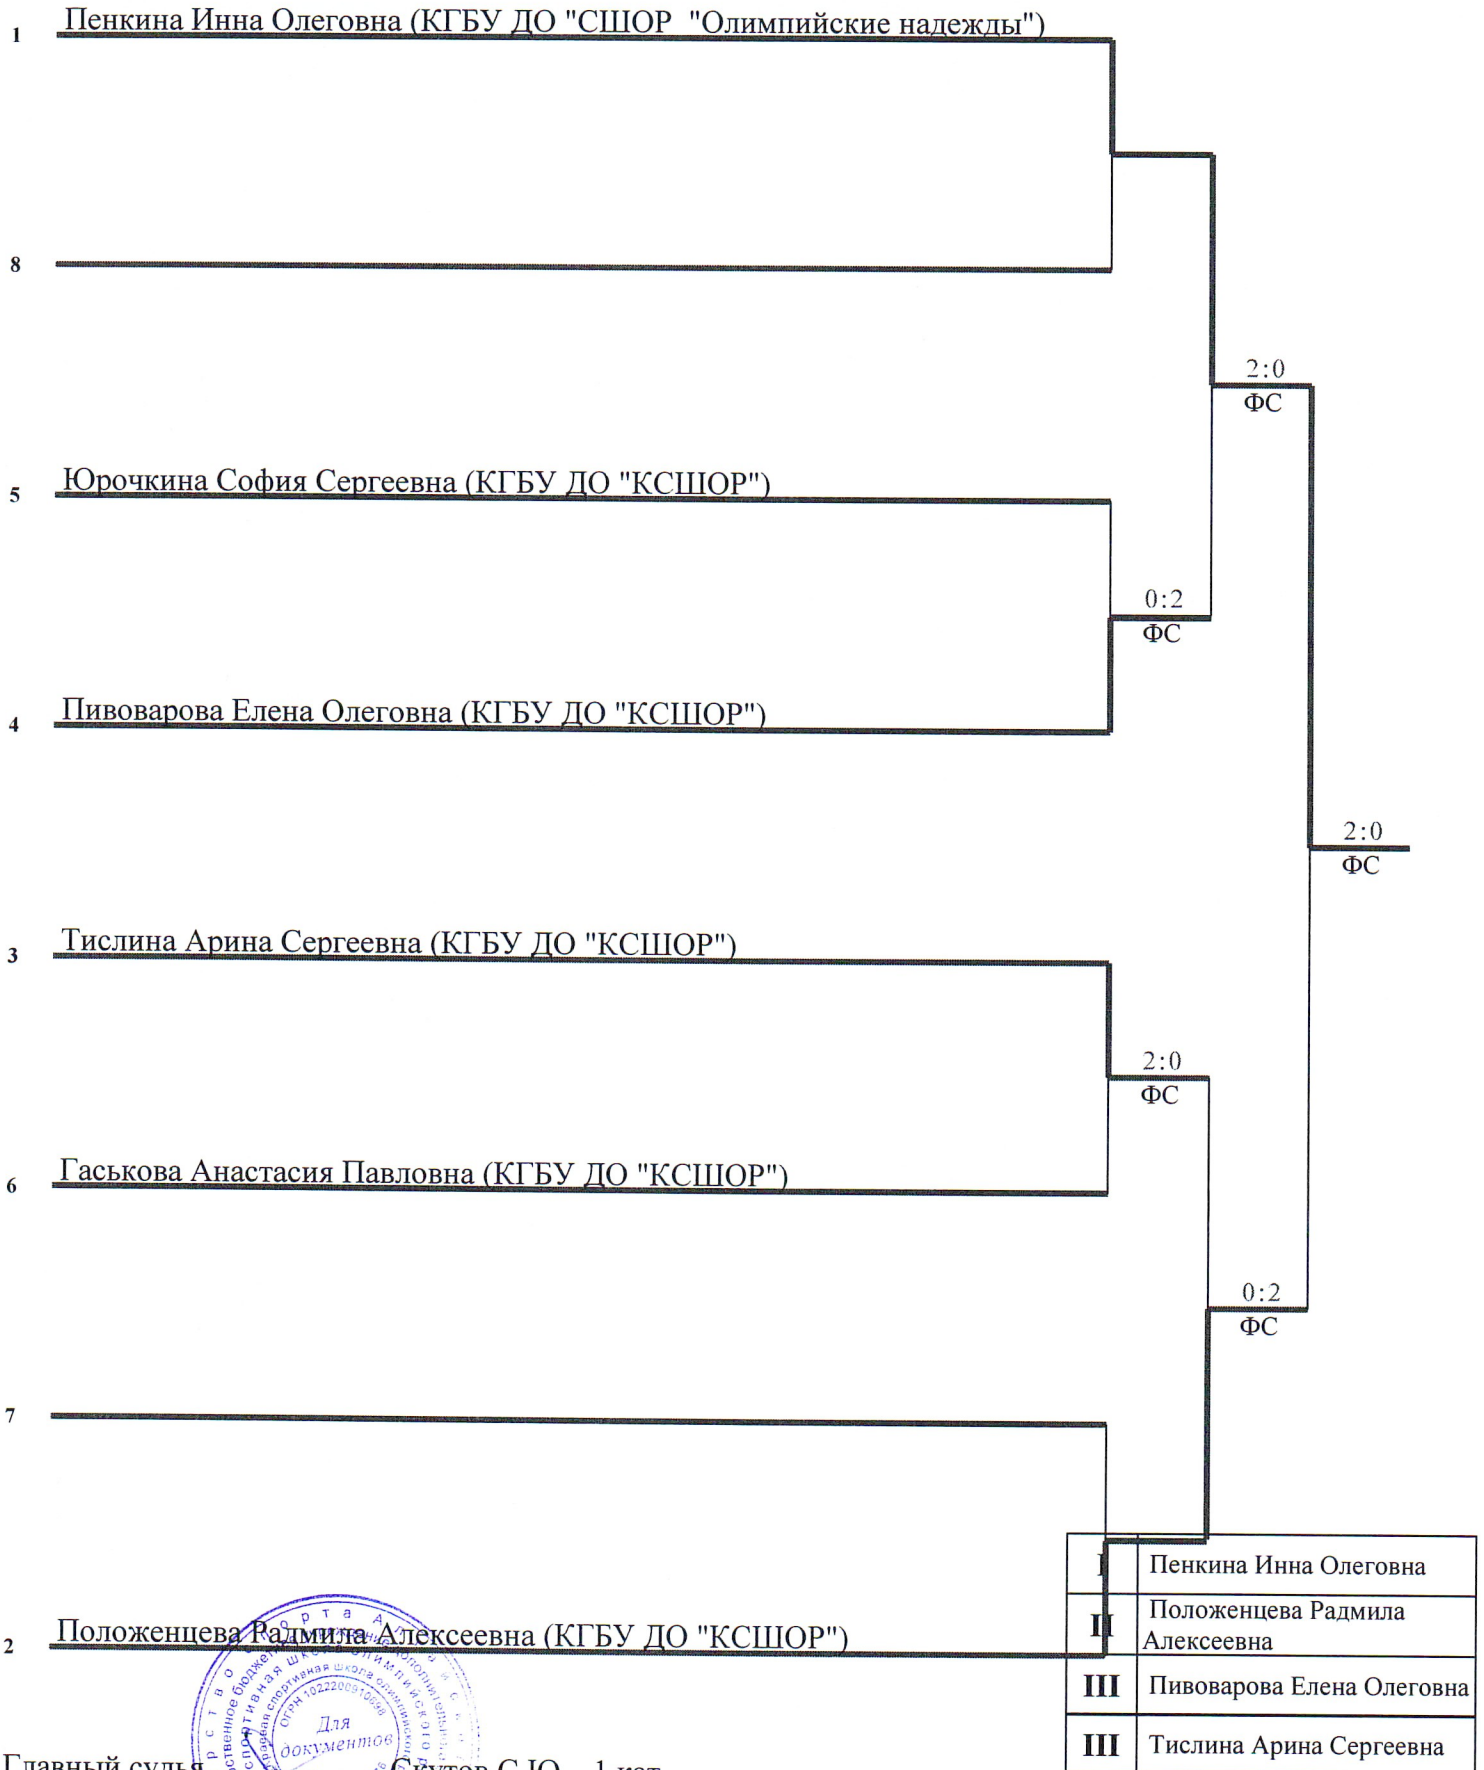 1 Пенкина Инна Олеговна (КГБУ ДО "СШОР "Олимпийские надежды")
8
2:0
ФС
5 Юрочкина София Сергеевна (КГБУ ДО "КСШОР")
0:2
ФС
4 Пивоварова Елена Олеговна (КГБУ ДО "КСШОР")
2:0
ФС
3 Тислина Арина Сергеевна (КГБУ ДО "КСШОР")
2:0
ФС
6 Гаськова Анастасия Павловна (КГБУ ДО "КСШОР")
0:2
ФС
7
I Пенкина Инна Олеговна
2 Положенцева Радмила Алексеевна (КГБУ ДО "КСШОР")
II Положенцева Радмила
Алексеевна
III Пивоварова Елена Олеговна
III Тислина Арина Сергеевна
ОГРН 1022200910698
Для
документов
Главный судья